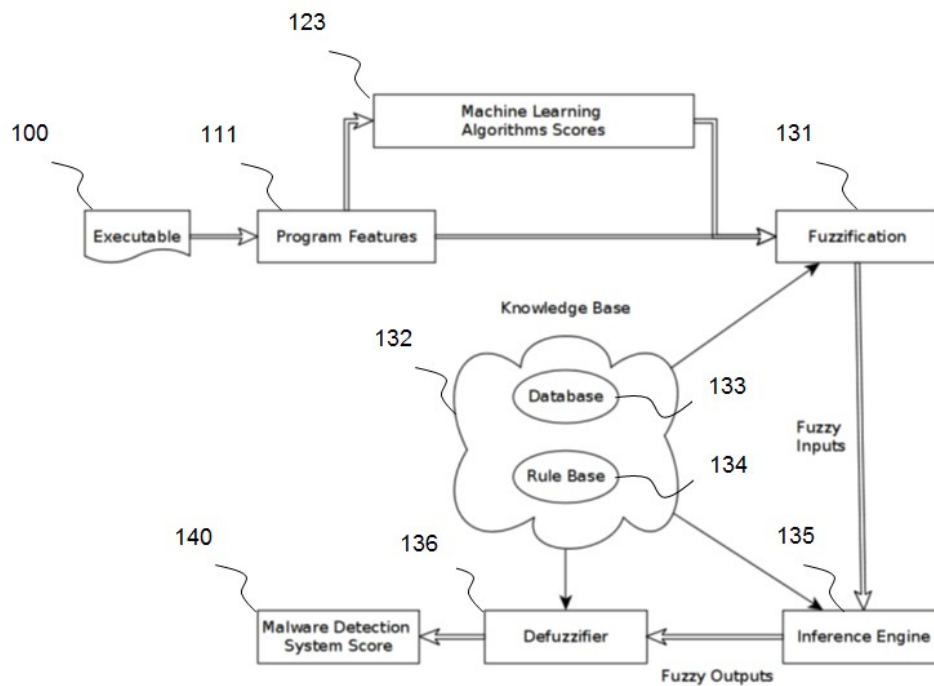 123
Machine Learning
Algorithms Scores
100
111
131
Executable
Program Features
Fuzzification
Knowledge Base
132
Database
133
Fuzzy
Inputs
Rule Base
134
140
136
135
Malware Detection
System Score
Defuzzifier
Inference Engine
Fuzzy Outputs